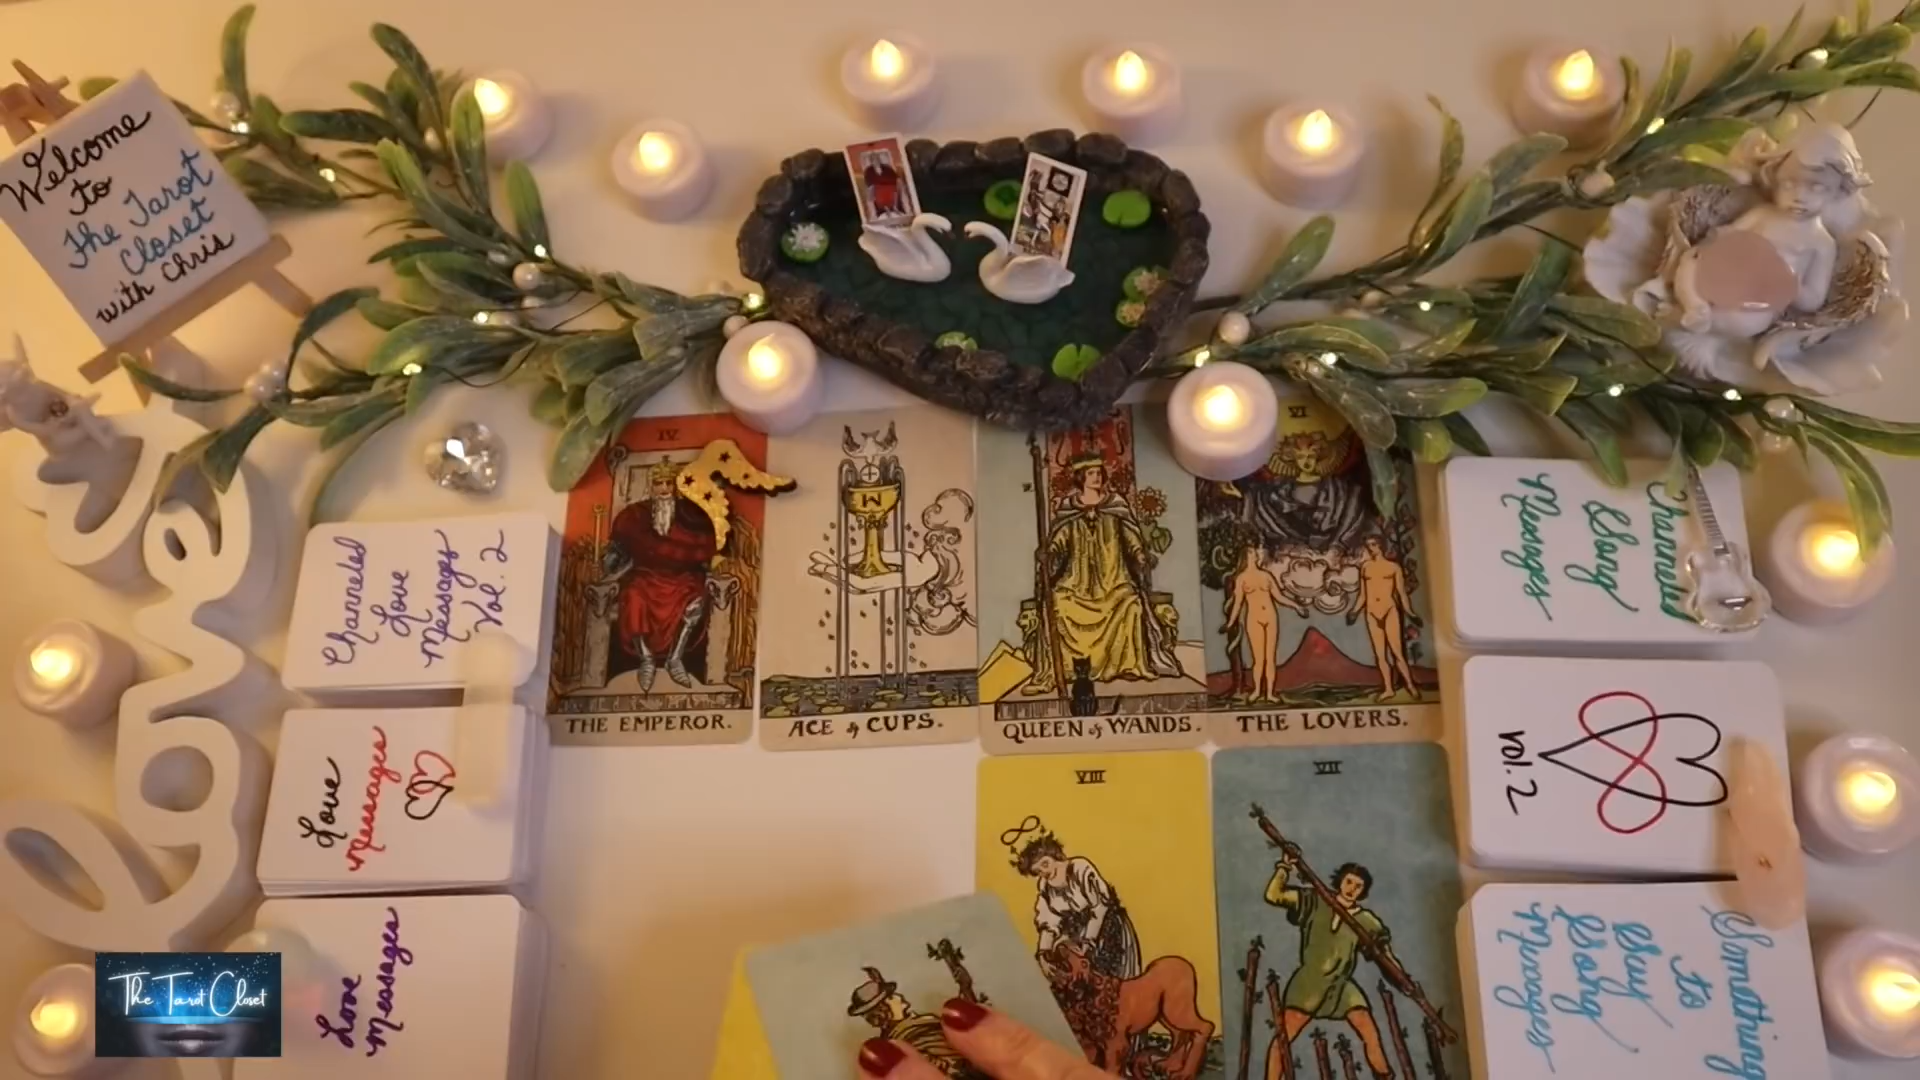 Welcome
to
The Tarot
Closet
with Chris
IV
THE EMPEROR.
ACE of CUPS.
QUEEN of WANDS.
VI
THE LOVERS.
VIII
VII
Channeled
Love
Messages
Vol. 2
Love
Messages
Love
Messages
Channeled
Song
Messages
Vol. 2
Something
to
Say
Song
Messages
The Tarot Closet